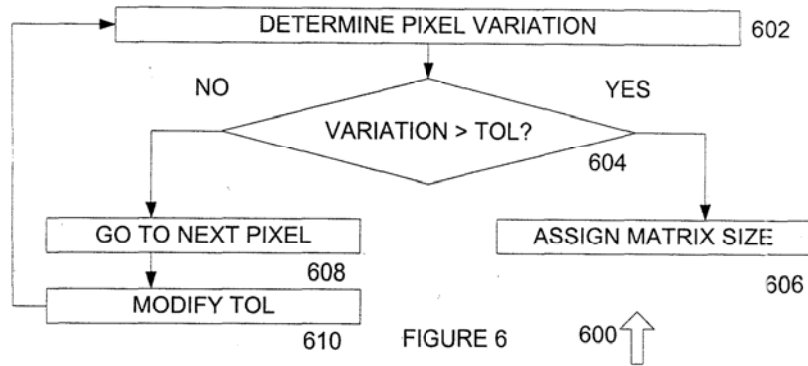 DETERMINE PIXEL VARIATION
602
NO
YES
VARIATION > TOL?
604
GO TO NEXT PIXEL
608
ASSIGN MATRIX SIZE
606
MODIFY TOL
610
FIGURE 6
600